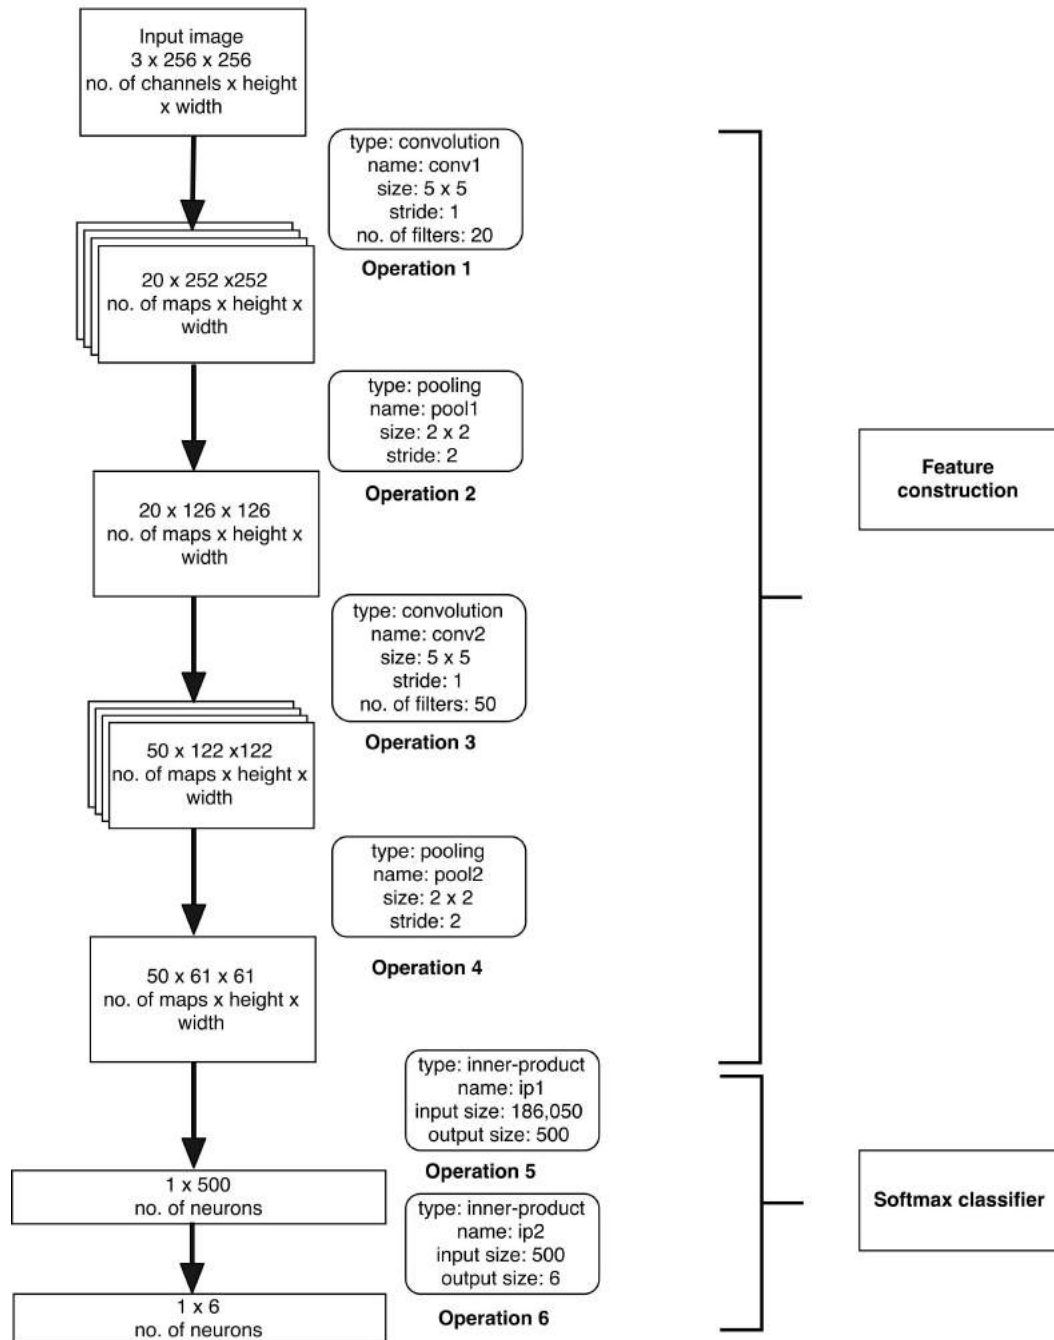 Input image
3 x 256 x 256
no. of channels x height
x width
type: convolution
name: conv1
size: 5 x 5
stride: 1
no. of filters: 20
Operation 1
20 x 252 x252
no. of maps x height x
width
type: pooling
name: pool1
size: 2 x 2
stride: 2
Operation 2
20 x 126 x 126
no. of maps x height x
width
Feature
construction
type: convolution
name: conv2
size: 5 x 5
stride: 1
no. of filters: 50
Operation 3
50 x 122 x122
no. of maps x height x
width
type: pooling
name: pool2
size: 2 x 2
stride: 2
Operation 4
50 x 61 x 61
no. of maps x height x
width
type: inner-product
name: ip1
input size: 186,050
output size: 500
Operation 5
1 x 500
no. of neurons
type: inner-product
name: ip2
input size: 500
output size: 6
Operation 6
Softmax classifier
1 x 6
no. of neurons